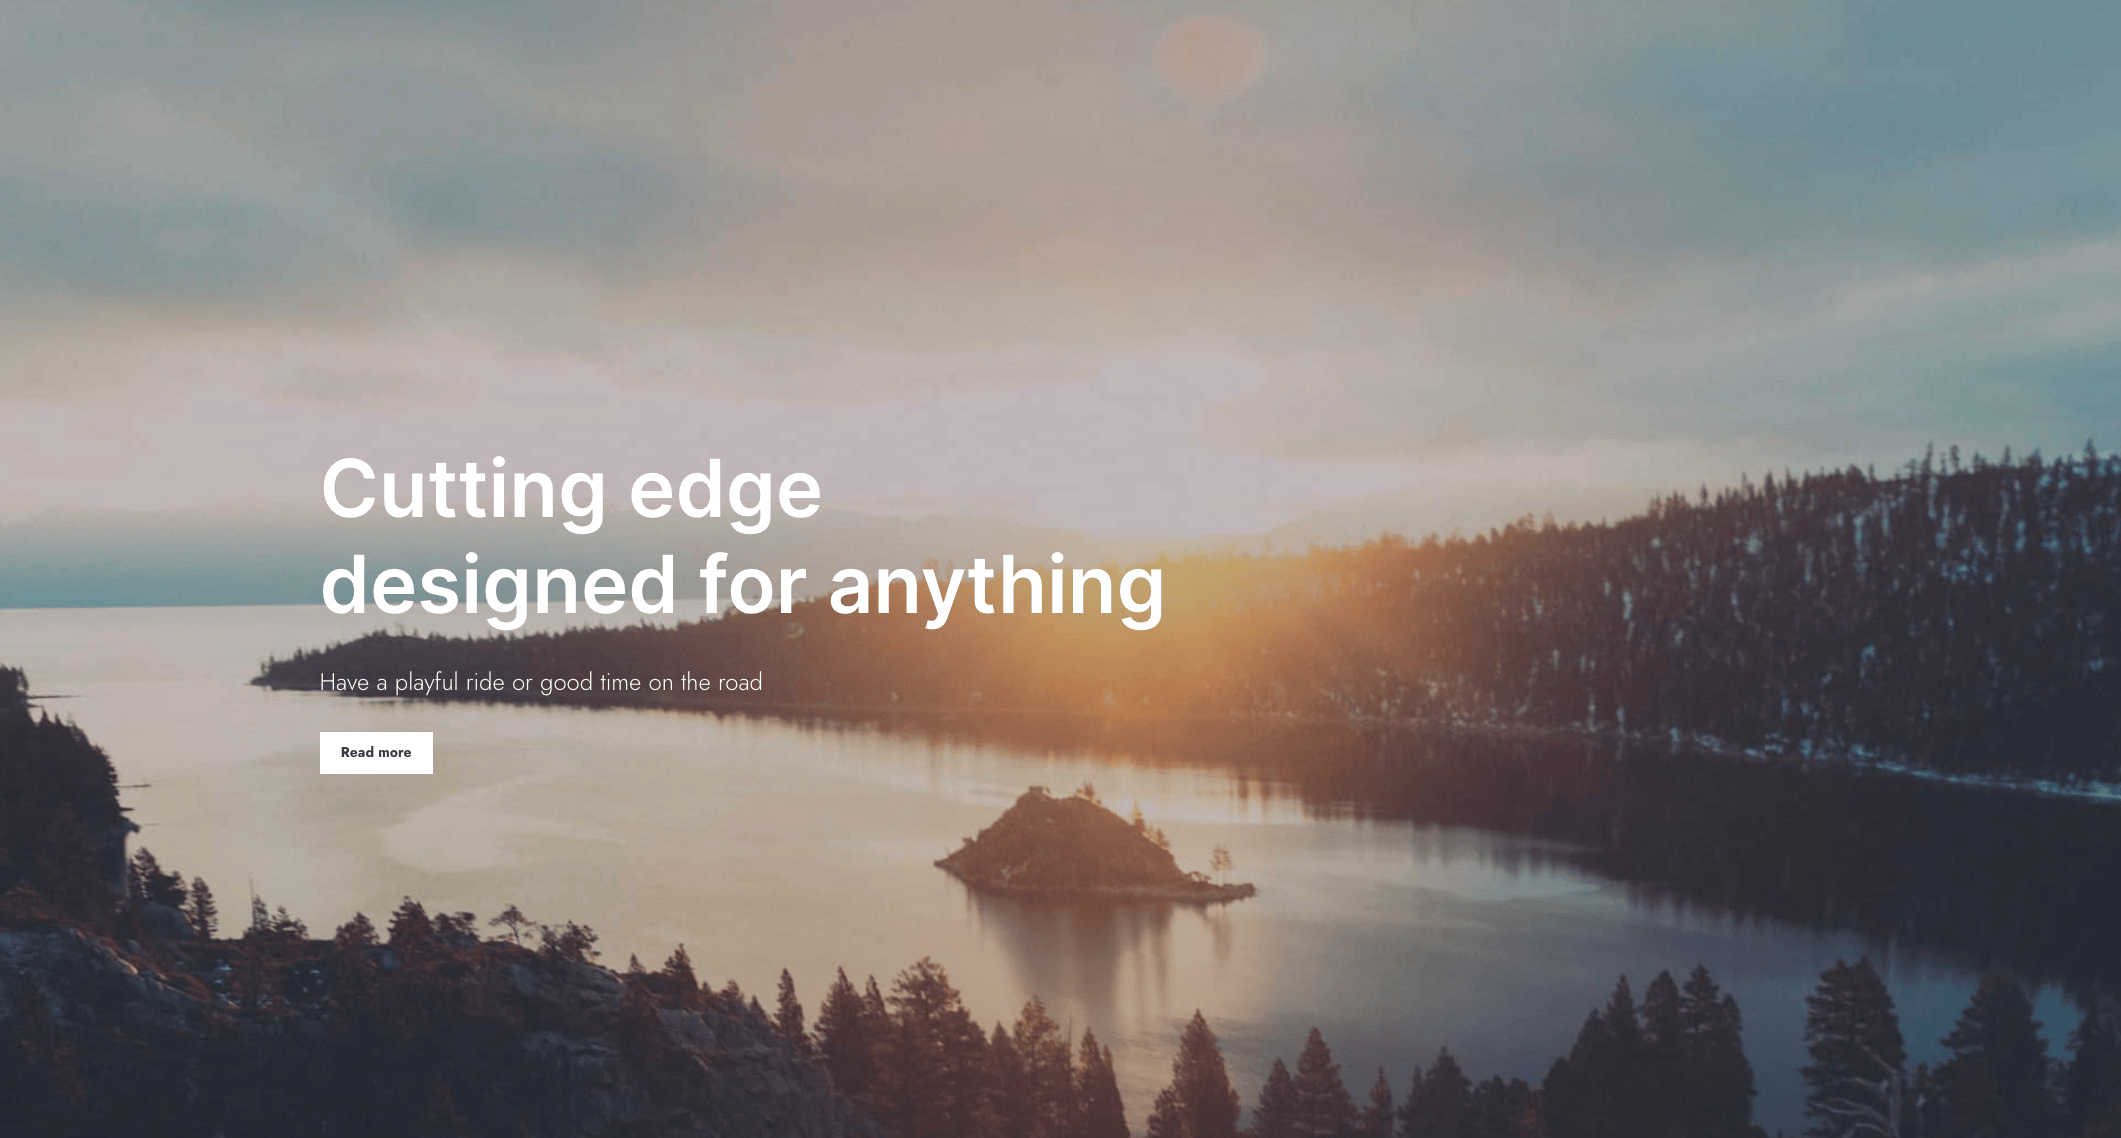 Cutting edge
designed for anything
Have a playful ride or good time on the road
Read more